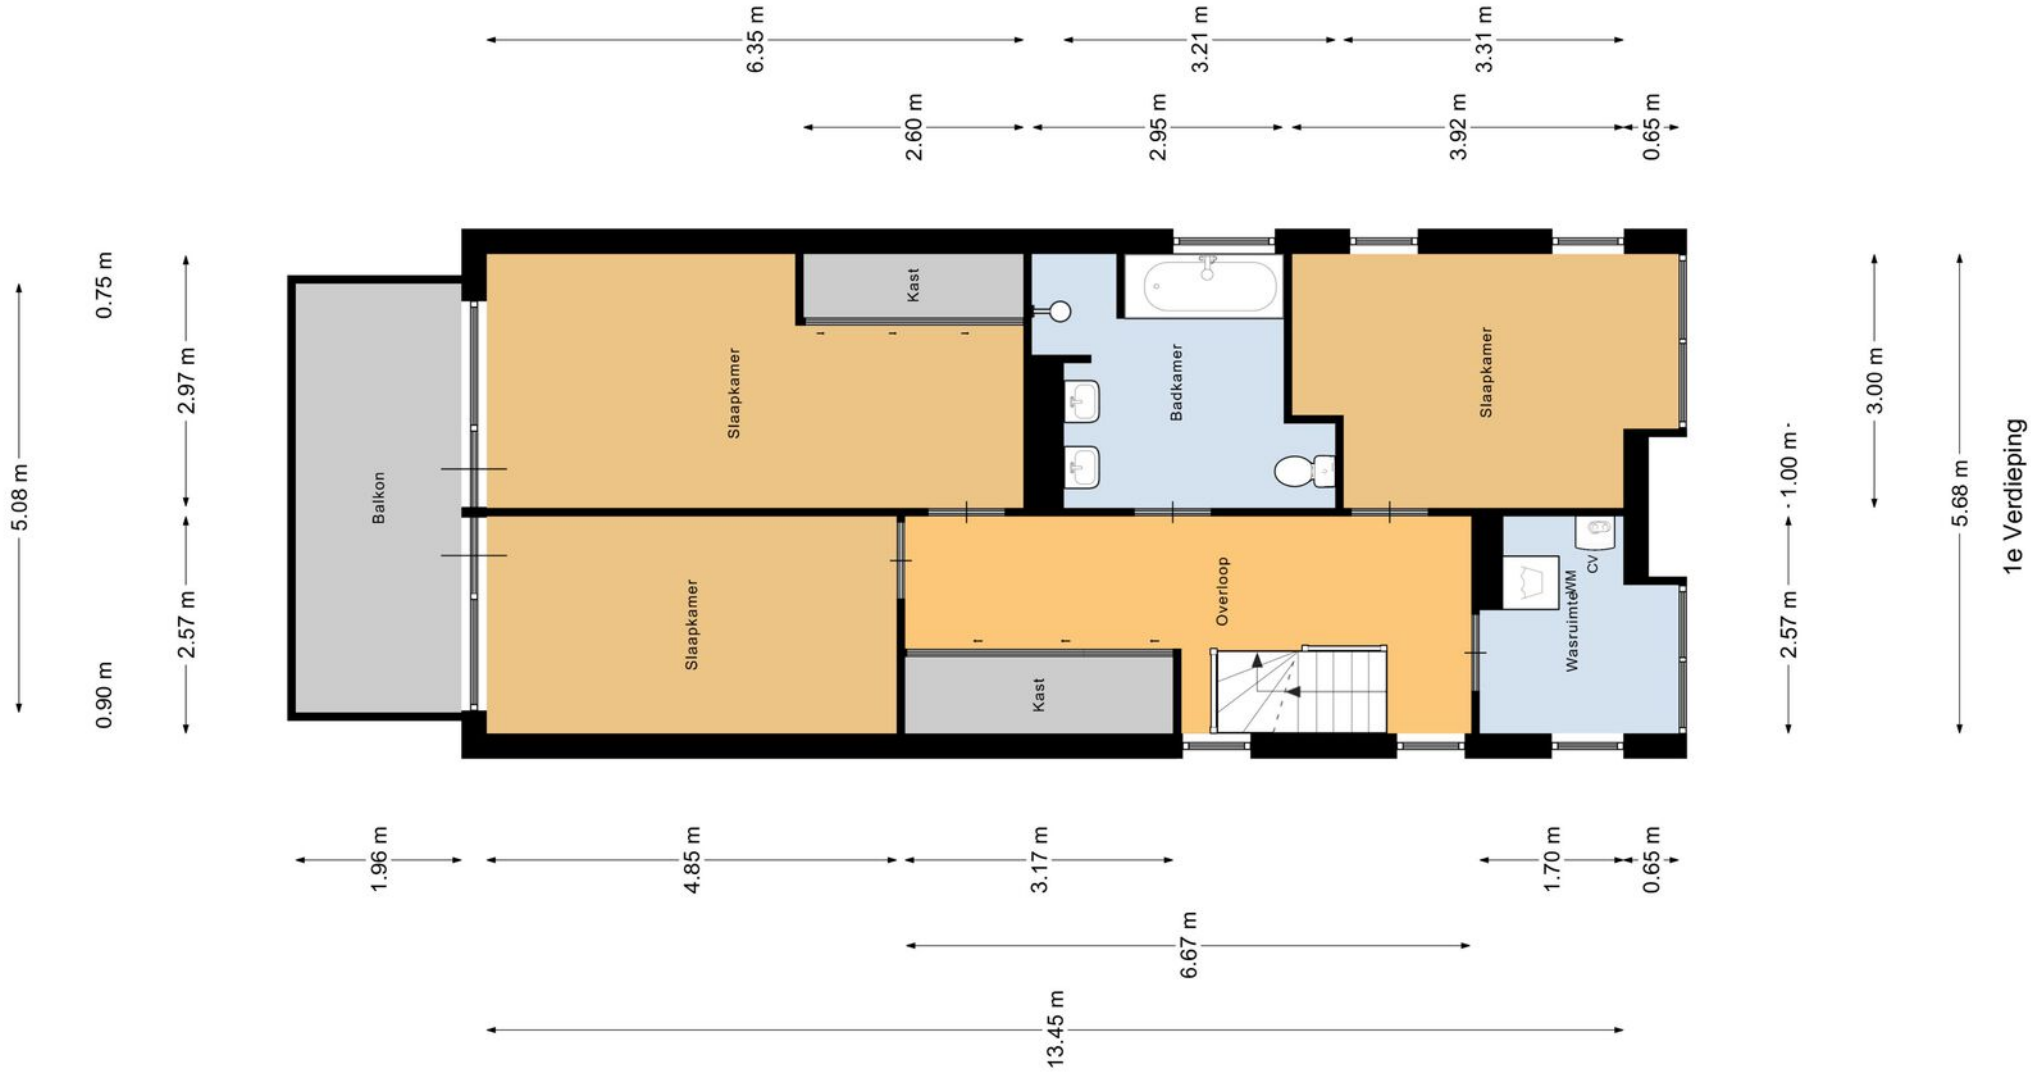 6.35 m
3.21 m
3.31 m
2.60 m
2.95 m
3.92 m
0.65 m
0.75 m
2.97 m
5.08 m
2.57 m
0.90 m
Balkon
Slaapkamer
Kast
Badkamer
Slaapkamer
Slaapkamer
Overloop
Kast
Wasruimte
WM
CV
3.00 m
1.00 m
2.57 m
5.68 m
1e Verdieping
1.96 m
4.85 m
3.17 m
1.70 m
0.65 m
6.67 m
13.45 m